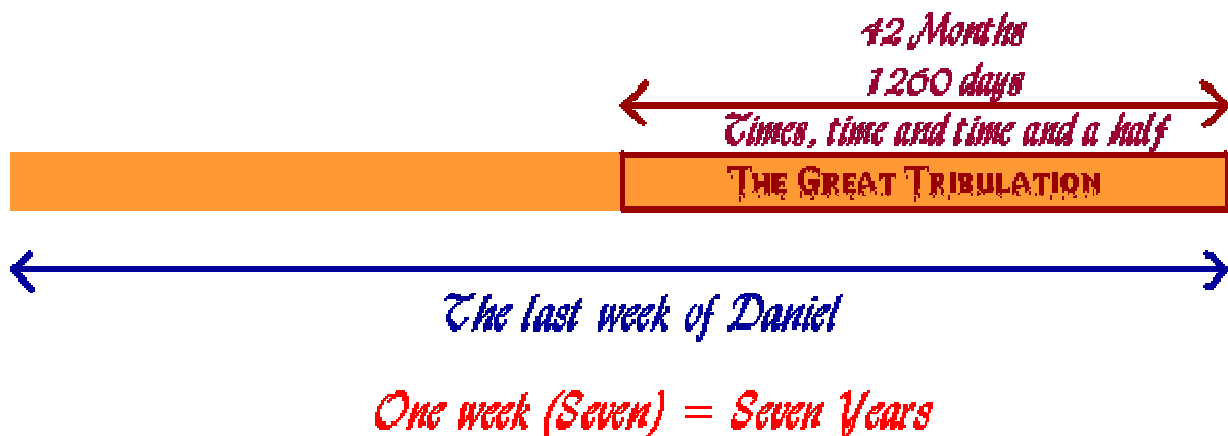 42 Months
1260 days
Times, time and time and a half
The Great Tribulation
The last week of Daniel
One week (Seven) = Seven Years